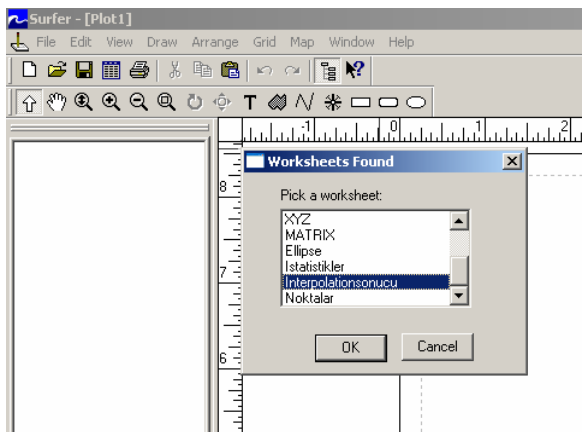 Surfer - [Plot1]
File Edit View Draw Arrange Grid Map Window Help
T
-1 0 1 2
Worksheets Found
Pick a worksheet:
XYZ
MATRIX
Ellipse
Istatistikler
Interpolationsonucu
Noktalar
OK Cancel
8
7
6